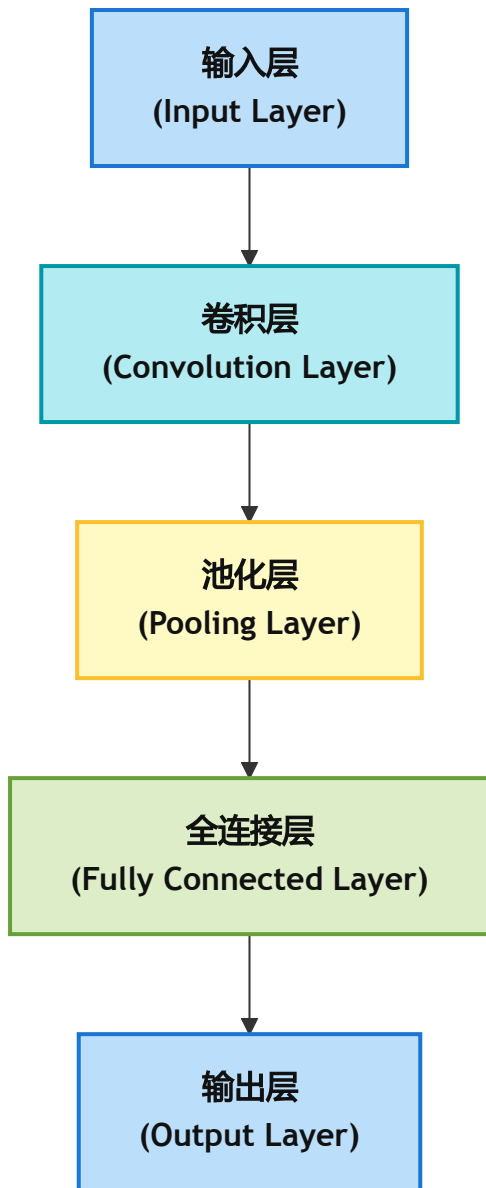 输入层
(Input Layer)
卷积层
(Convolution Layer)
池化层
(Pooling Layer)
全连接层
(Fully Connected Layer)
输出层
(Output Layer)